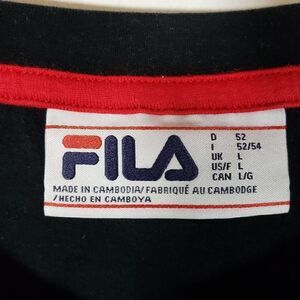 FILA
D 52
I 52/54
UK L
US/F L
CAN L/G
MADE IN CAMBODIA/FABRIQUÉ AU CAMBODGE
/HECHO EN CAMBOYA